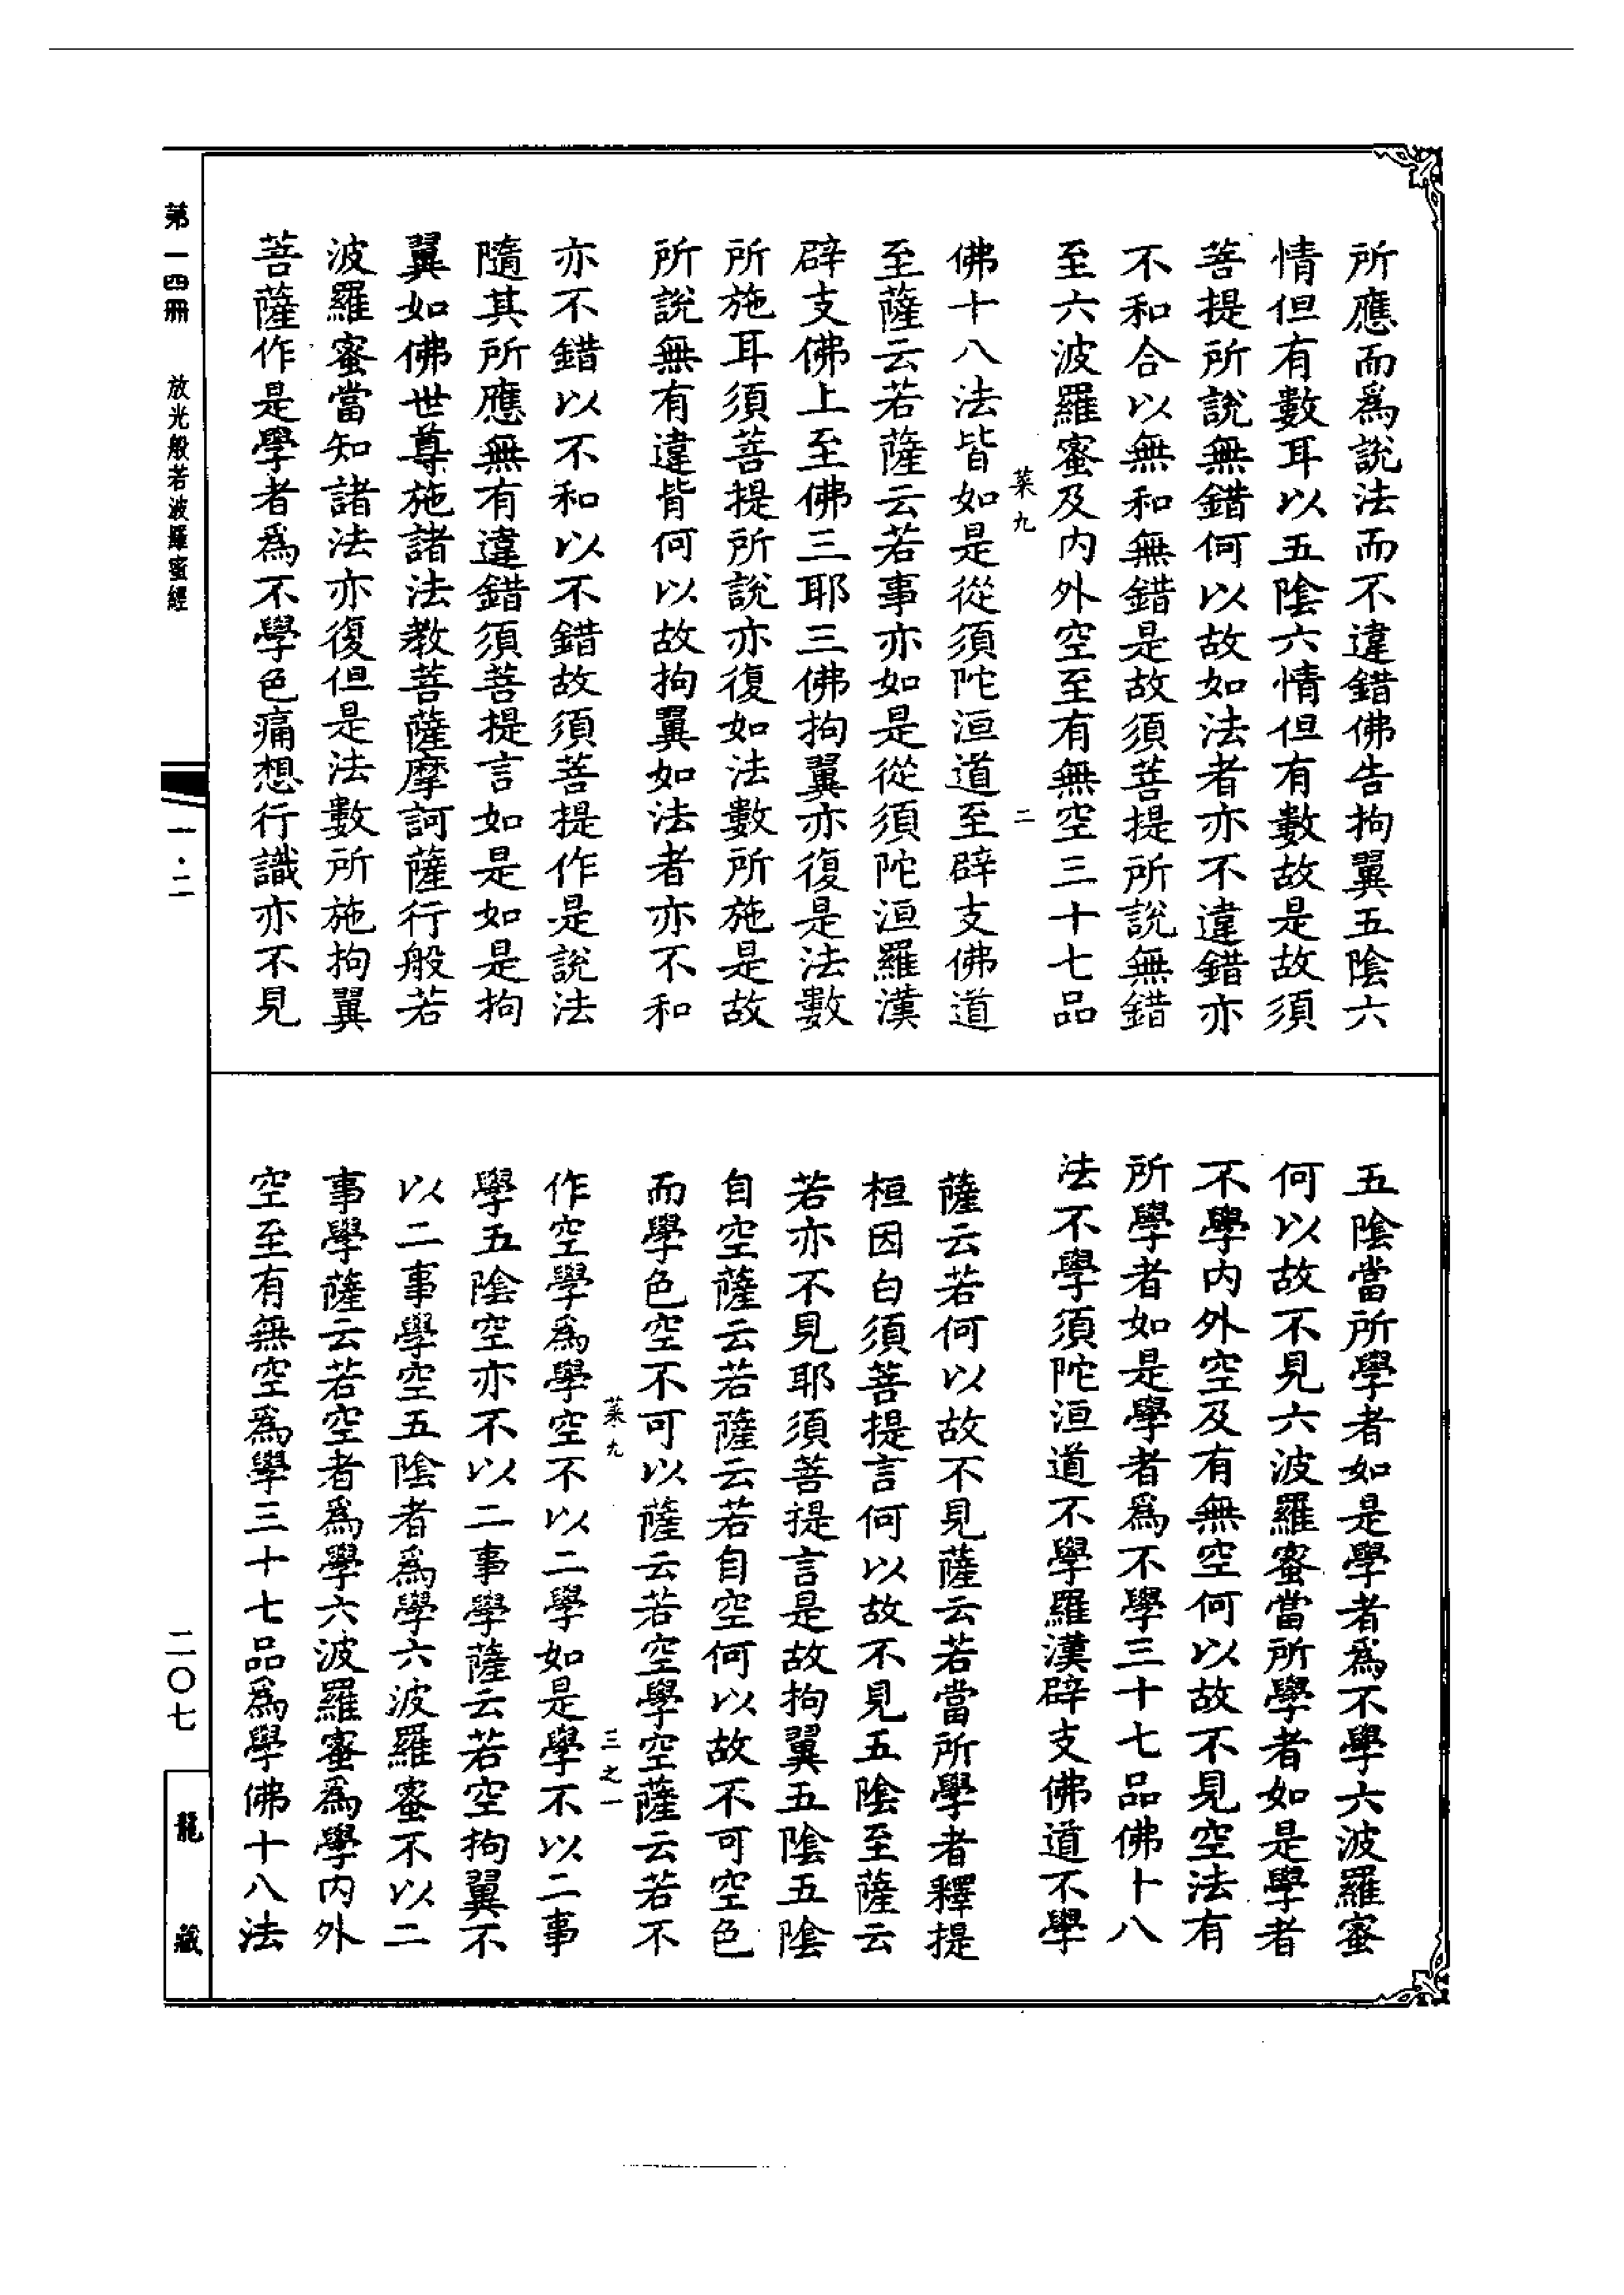 所應而爲說法而不違錯佛告拘翼五陰六
情但有數耳以五陰六情但有數故是故須
菩提所說無錯何以故如法者亦不違錯亦
不和合以無和無錯是故須菩提所說無錯
至六波羅蜜及内外空至有無空三十七品
菜九 二
佛十八法皆如是從須陀洹道至辟支佛道
至薩云若薩云若事亦如是從須陀洹羅漢
辟支佛上至佛三耶三佛拘翼亦復是法數
所施耳須菩提所說亦復如法數所施是故
所說無有違背何以故拘翼如法者亦不和
亦不錯以不和以不錯故須菩提作是說法
隨其所應無有違錯須菩提言如是如是拘
翼如佛世尊施諸法教菩薩摩訶薩行般若
波羅蜜當知諸法亦復但是法數所施拘翼
菩薩作是學者爲不學色痛想行識亦不見
五陰當所學者如是學者爲不學六波羅蜜
何以故不見六波羅蜜當所學者如是學者
不學内外空及有無空何以故不見空法有
所學者如是學者爲不學三十七品佛十八
法不學須陀洹道不學羅漢辟支佛道不學
薩云若何以故不見薩云若當所學者釋提
桓因白須菩提言何以故不見五陰至薩云
若亦不見耶須菩提言是故拘翼五陰五陰
自空薩云若薩云若自空何以故不可空色
而學色空不可以薩云若空學空薩云若不
菜九 三之一
作空學爲學空不以二學如是學不以二事
學五陰空亦不以二事學薩云若空拘翼不
以二事學空五陰者爲學六波羅蜜不以二
事學薩云若空者爲學六波羅蜜爲學内外
空至有無空爲學三十七品爲學佛十八法
第一四冊 放光般若波羅蜜經
一·二
二〇七
龍藏